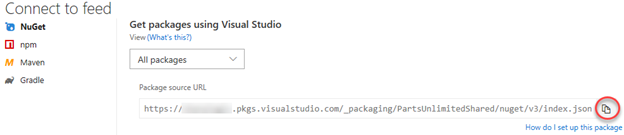 Connect to feed
NuGet
npm
Maven
Gradle
Get packages using Visual Studio
View (What's this?)
All packages
Package source URL
https:// .pkgs.visualstudio.com/_packaging/PartsUnlimitedShared/nuget/v3/index.json
How do I set up this package